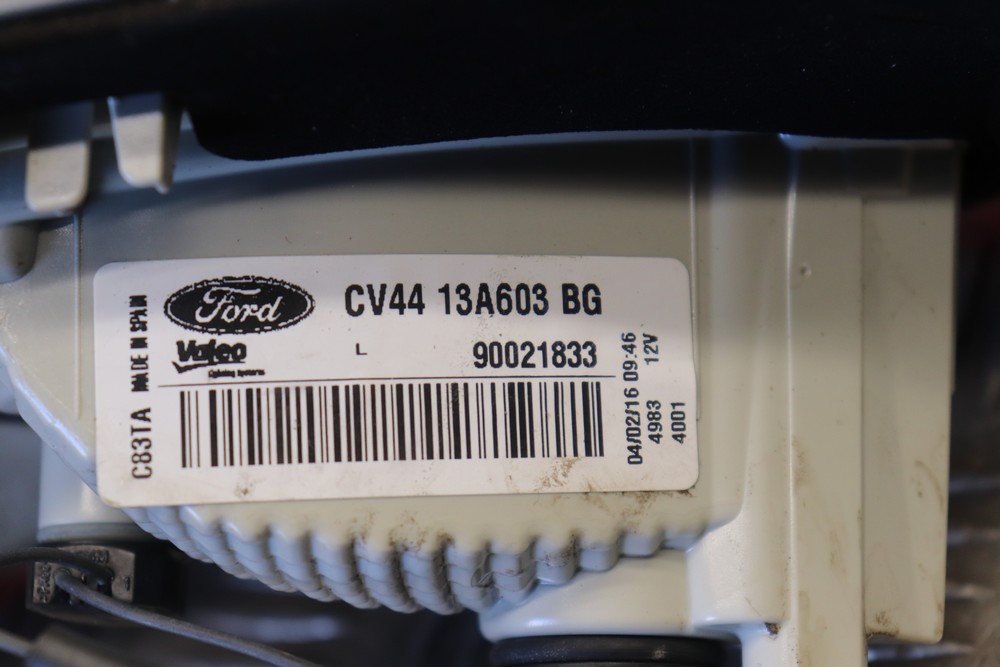 Ford
CV44 13A603 BG
Valeo
L
90021833
MADE IN SPAIN
C83TA
04/02/16 09:46
4983 12V
4001